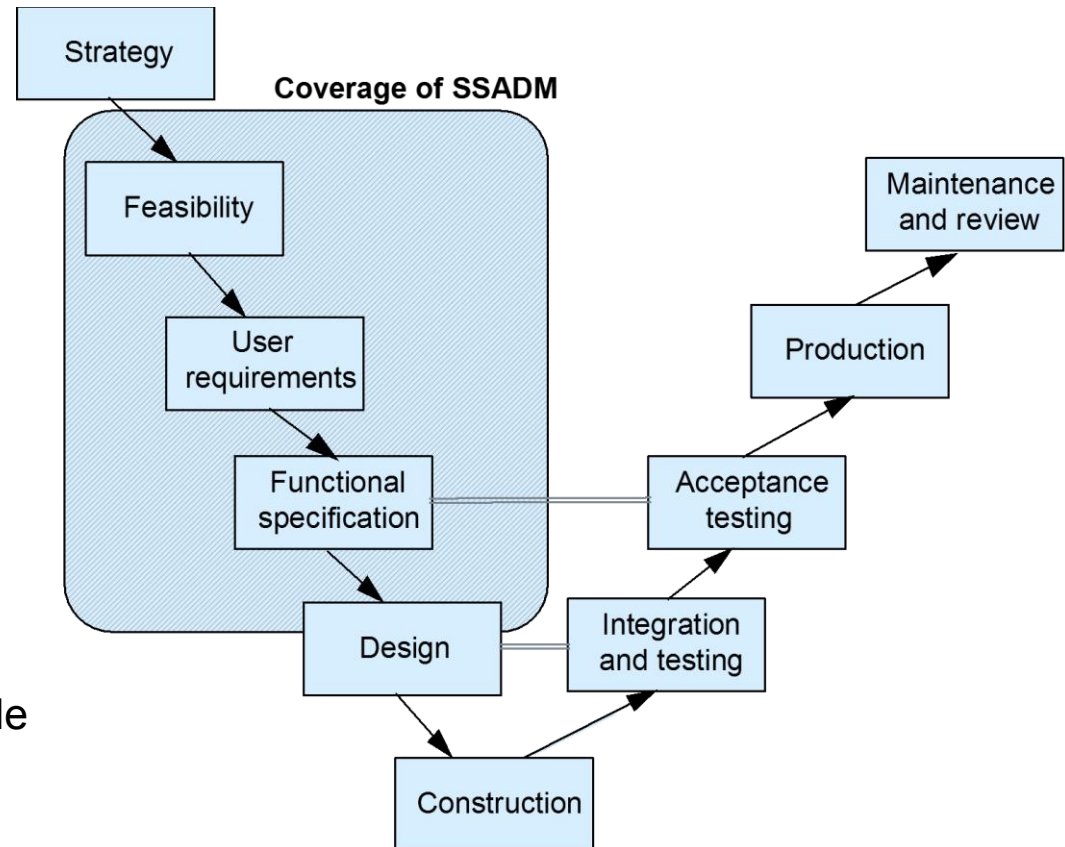 Strategy
Coverage of SSADM
Feasibility
Maintenance
and review
User
requirements
Production
Functional
specification
Acceptance
testing
Design
Integration
and testing
le
Construction